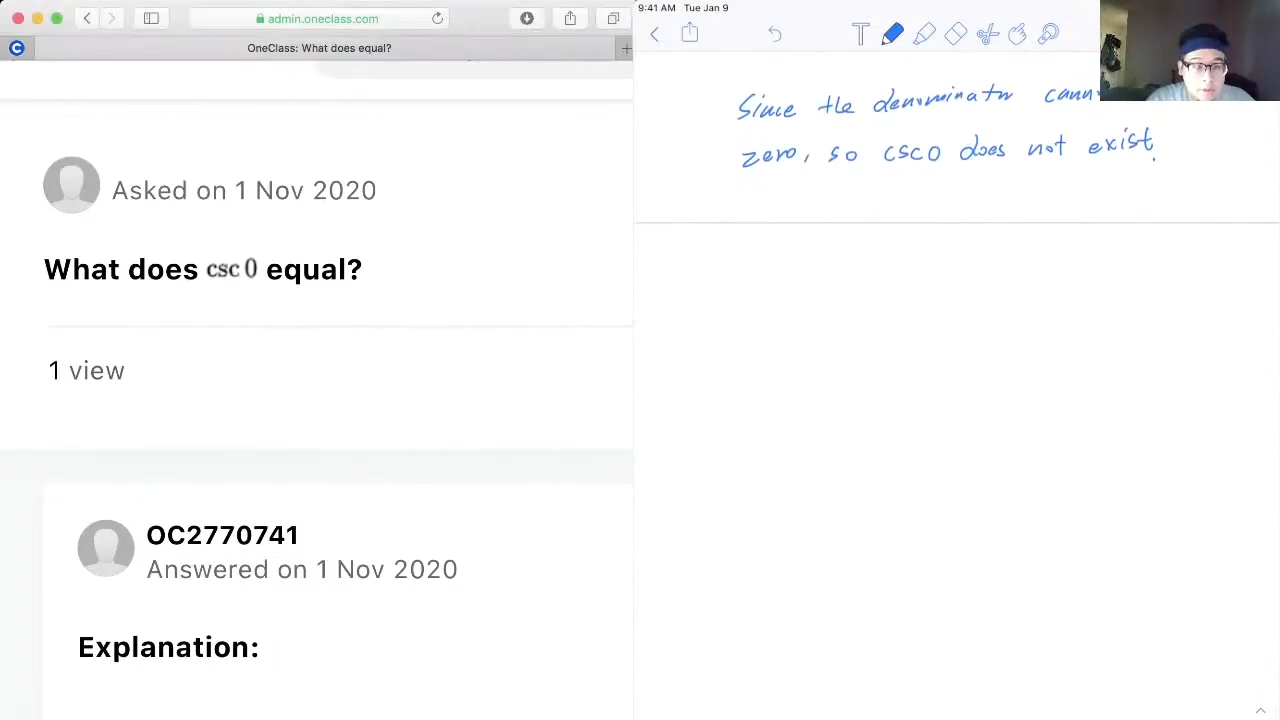 admin.oneclass.com
OneClass: What does equal?
Asked on 1 Nov 2020
What does csc 0 equal?
1 view
OC2770741
Answered on 1 Nov 2020
Explanation:
9:41 AM Tue Jan 9
T
Since the denominator
zero, so csc0 does not exist.